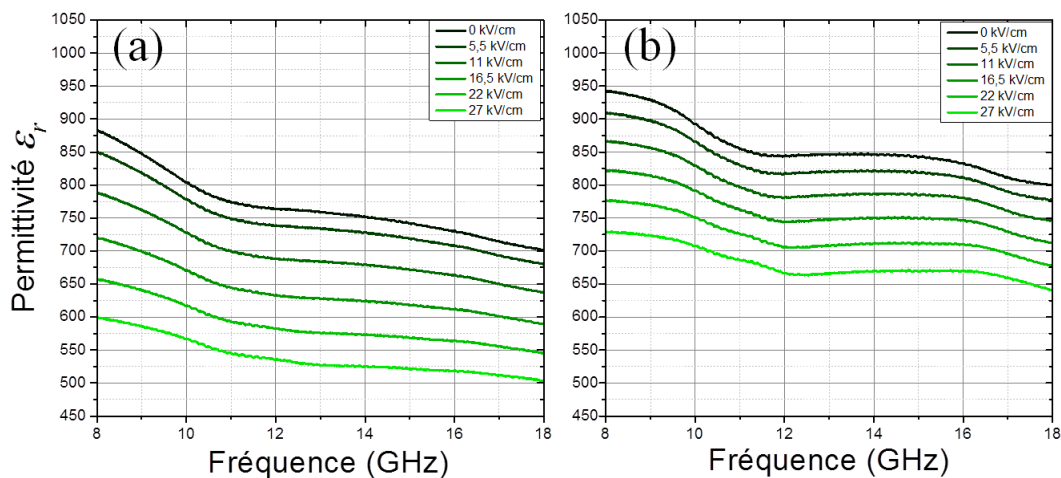 Permittivité εr
1050
1000
950
900
850
800
750
700
650
600
550
500
450
(a)
0 kV/cm
5,5 kV/cm
11 kV/cm
16,5 kV/cm
22 kV/cm
27 kV/cm
8 10 12 14 16 18
Fréquence (GHz)
1050
1000
950
900
850
800
750
700
650
600
550
500
450
(b)
0 kV/cm
5,5 kV/cm
11 kV/cm
16,5 kV/cm
22 kV/cm
27 kV/cm
8 10 12 14 16 18
Fréquence (GHz)